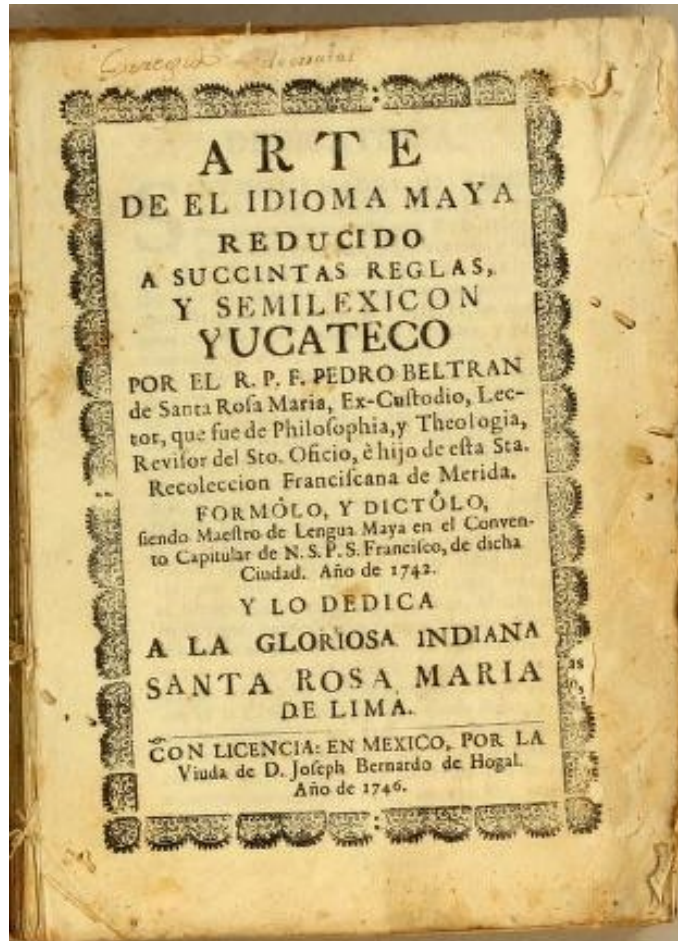 ARTE
DE EL IDIOMA MAYA
REDUCIDO
A SUCCINTAS REGLAS,
Y SEMILEXICON
YUCATECO
POR EL R. P. F. PEDRO BELTRAN
de Santa Roſa Maria, Ex-Cuſtodio, Lec-
tor, que fue de Philoſophia, y Theologia,
Reviſor del Sto. Oficio, è hijo de eſta Sta.
Recoleccion Franciſcana de Merida.
FORMÓLO, Y DICTÓLO,
ſiendo Maeſtro de Lengua Maya en el Conven-
to Capitular de N. S. P. S. Franciſco, de dicha
Ciudad. Año de 1742.
Y LO DEDICA
A LA GLORIOSA INDIANA
SANTA ROSA MARIA
DE LIMA.
CON LICENCIA: EN MEXICO, POR LA
Viuda de D. Joſeph Bernardo de Hogal.
Año de 1746.